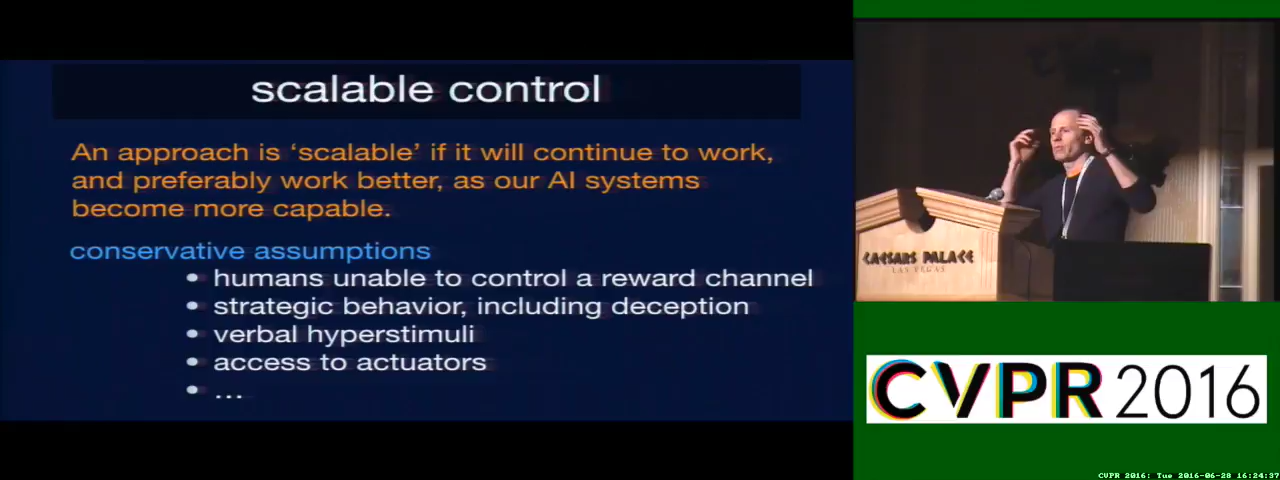 scalable control
An approach is ‘scalable’ if it will continue to work,
and preferably work better, as our AI systems
become more capable.
conservative assumptions
• humans unable to control a reward channel
• strategic behavior, including deception
• verbal hyperstimuli
• access to actuators
• ...
CAESARS PALACE
LAS VEGAS
CVPR 2016
CVPR 2016: Tue 2016-06-28 16:24:37